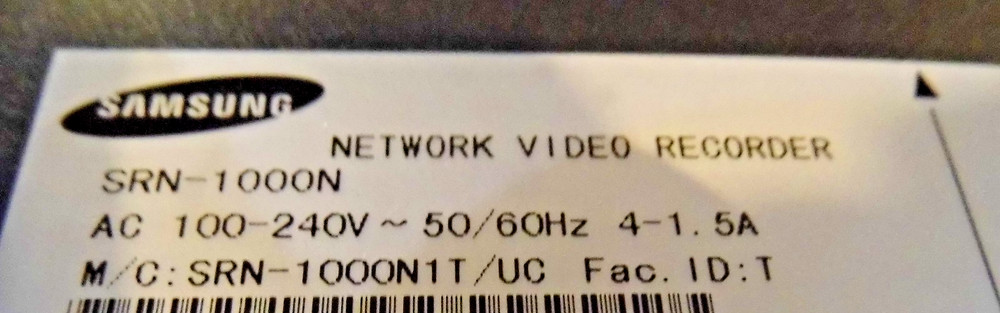 SAMSUNG
NETWORK VIDEO RECORDER
SRN-1000N
AC 100-240V ~ 50/60Hz 4-1.5A
M/C:SRN-1000N1T/UC Fac.ID:T